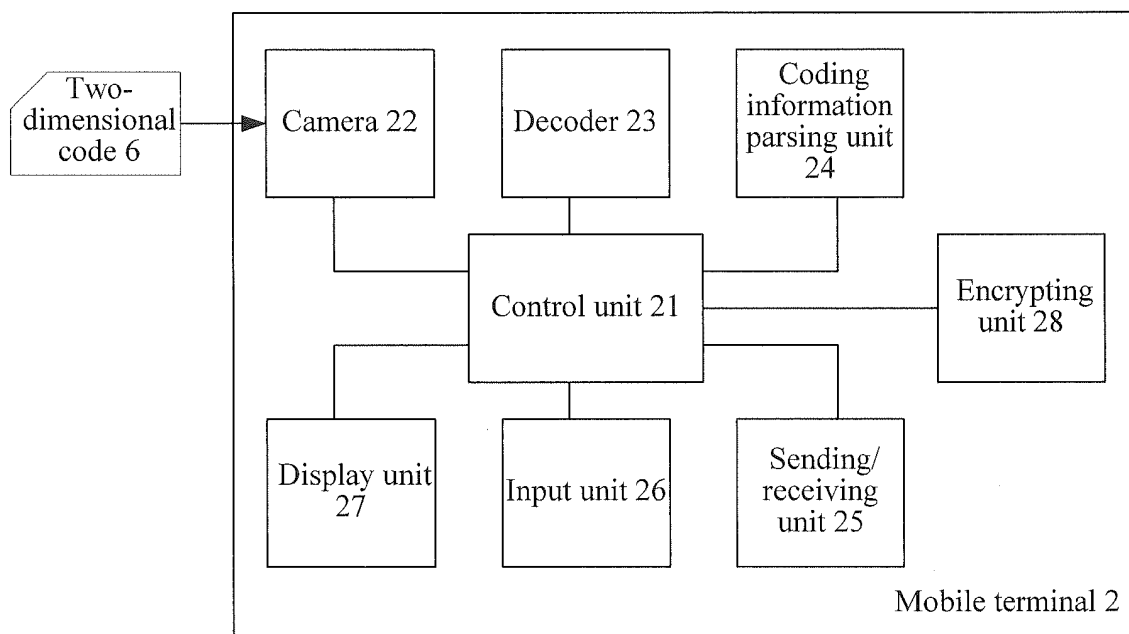 Two-
dimensional
code 6
Camera 22
Decoder 23
Coding
information
parsing unit
24
Control unit 21
Encrypting
unit 28
Display unit
27
Input unit 26
Sending/
receiving
unit 25
Mobile terminal 2